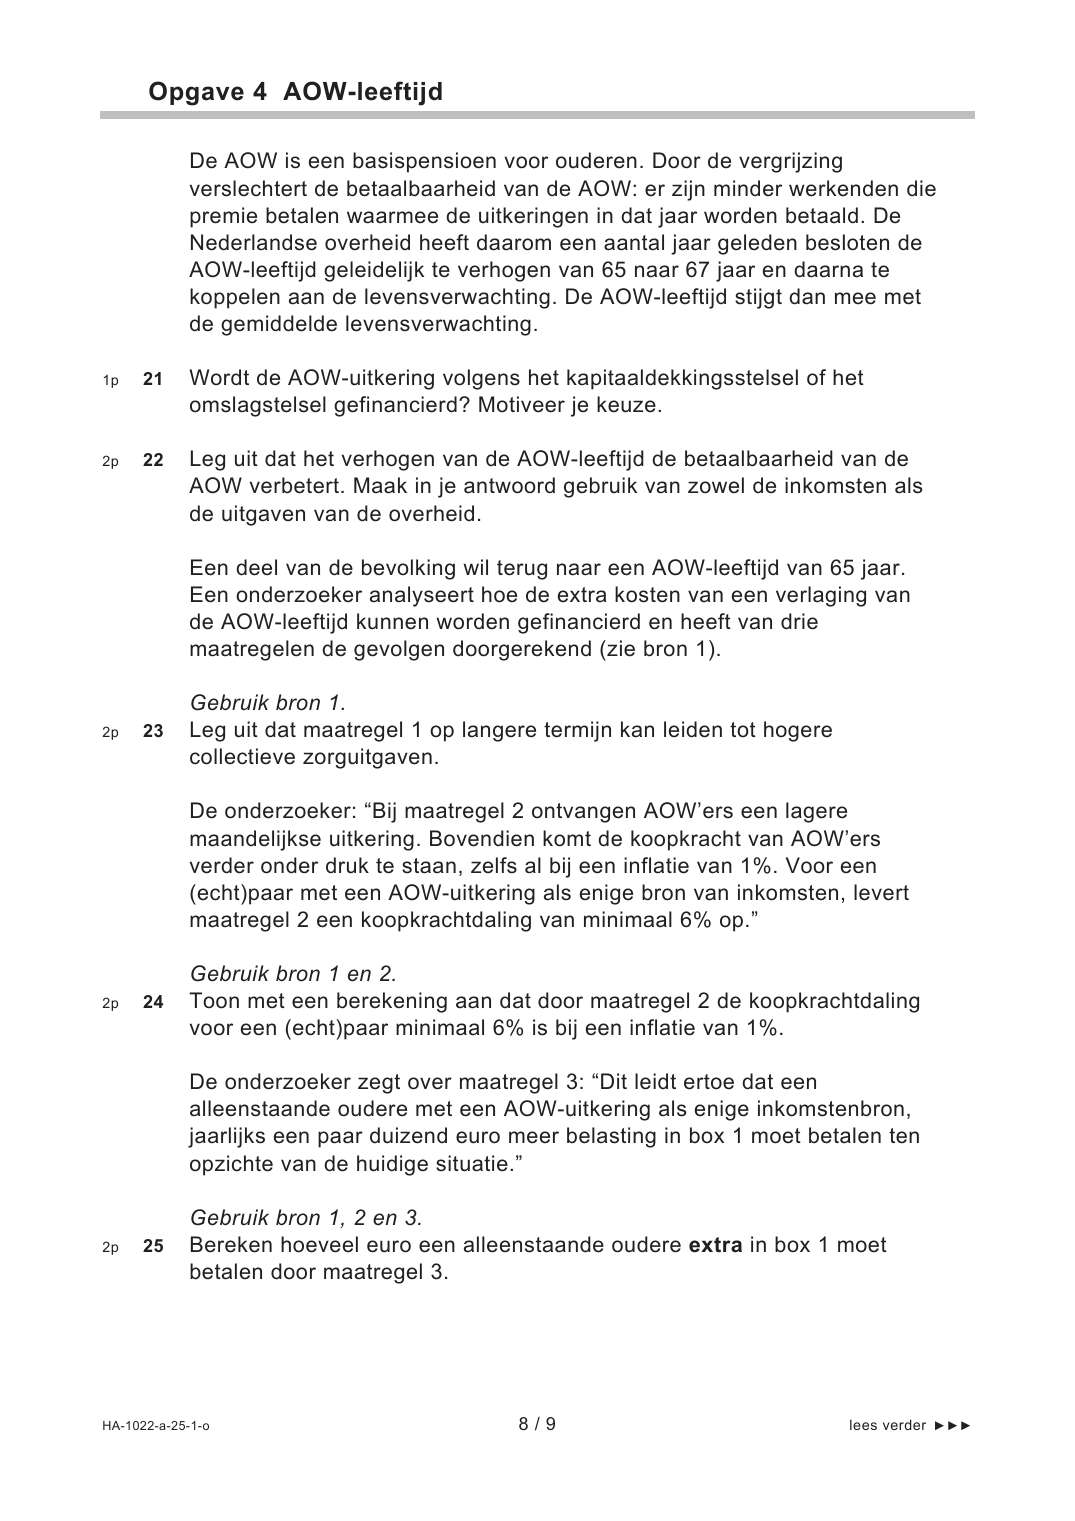 Opgave 4 AOW-leeftijd
De AOW is een basispensioen voor ouderen. Door de vergrijzing
verslechtert de betaalbaarheid van de AOW: er zijn minder werkenden die
premie betalen waarmee de uitkeringen in dat jaar worden betaald. De
Nederlandse overheid heeft daarom een aantal jaar geleden besloten de
AOW-leeftijd geleidelijk te verhogen van 65 naar 67 jaar en daarna te
koppelen aan de levensverwachting. De AOW-leeftijd stijgt dan mee met
de gemiddelde levensverwachting.
1p 21 Wordt de AOW-uitkering volgens het kapitaaldekkingsstelsel of het
omslagstelsel gefinancierd? Motiveer je keuze.
2p 22 Leg uit dat het verhogen van de AOW-leeftijd de betaalbaarheid van de
AOW verbetert. Maak in je antwoord gebruik van zowel de inkomsten als
de uitgaven van de overheid.
Een deel van de bevolking wil terug naar een AOW-leeftijd van 65 jaar.
Een onderzoeker analyseert hoe de extra kosten van een verlaging van
de AOW-leeftijd kunnen worden gefinancierd en heeft van drie
maatregelen de gevolgen doorgerekend (zie bron 1).
Gebruik bron 1.
2p 23 Leg uit dat maatregel 1 op langere termijn kan leiden tot hogere
collectieve zorguitgaven.
De onderzoeker: “Bij maatregel 2 ontvangen AOW’ers een lagere
maandelijkse uitkering. Bovendien komt de koopkracht van AOW’ers
verder onder druk te staan, zelfs al bij een inflatie van 1%. Voor een
(echt)paar met een AOW-uitkering als enige bron van inkomsten, levert
maatregel 2 een koopkrachtdaling van minimaal 6% op.”
Gebruik bron 1 en 2.
2p 24 Toon met een berekening aan dat door maatregel 2 de koopkrachtdaling
voor een (echt)paar minimaal 6% is bij een inflatie van 1%.
De onderzoeker zegt over maatregel 3: “Dit leidt ertoe dat een
alleenstaande oudere met een AOW-uitkering als enige inkomstenbron,
jaarlijks een paar duizend euro meer belasting in box 1 moet betalen ten
opzichte van de huidige situatie.”
Gebruik bron 1, 2 en 3.
2p 25 Bereken hoeveel euro een alleenstaande oudere extra in box 1 moet
betalen door maatregel 3.
HA-1022-a-25-1-o 8 / 9 lees verder ►►►